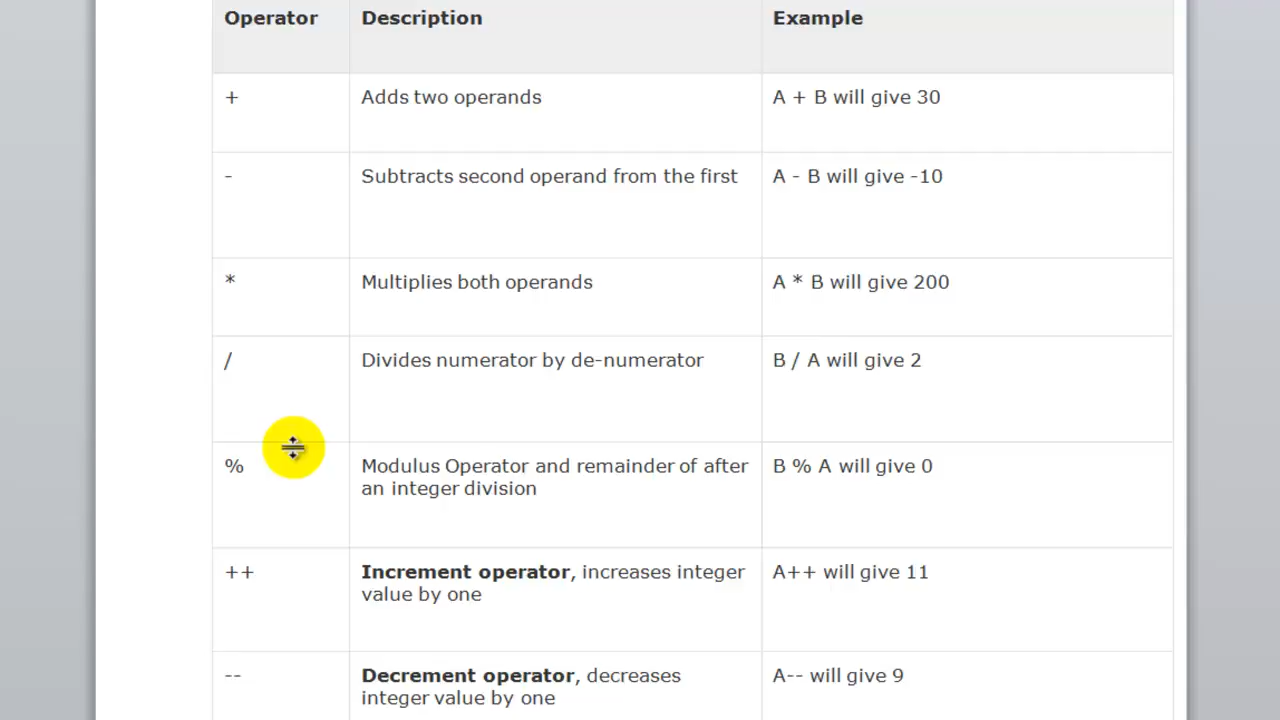 Operator Description Example
+ Adds two operands A + B will give 30
- Subtracts second operand from the first A - B will give -10
* Multiplies both operands A * B will give 200
/ Divides numerator by de-numerator B / A will give 2
% Modulus Operator and remainder of after B % A will give 0
an integer division
++ Increment operator, increases integer A++ will give 11
value by one
-- Decrement operator, decreases A-- will give 9
integer value by one